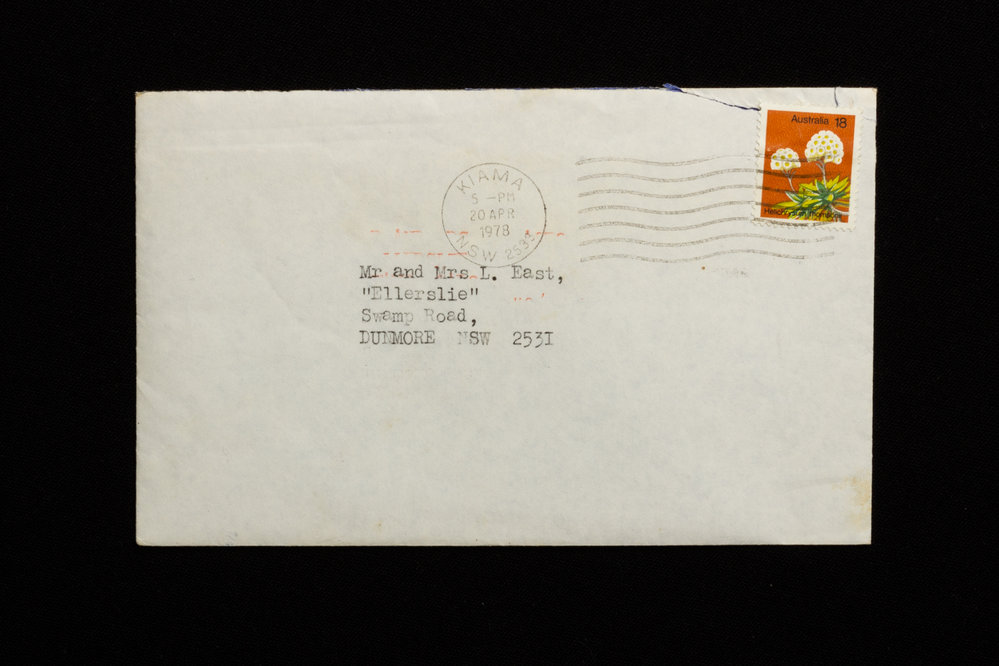 Australia 18
Helichrysum thomsonii
KIAMA
5 -PM
20 APR
1978
NSW 2533
Mr and Mrs L. East,
"Ellerslie"
Swamp Road,
DUNMORE NSW 2531